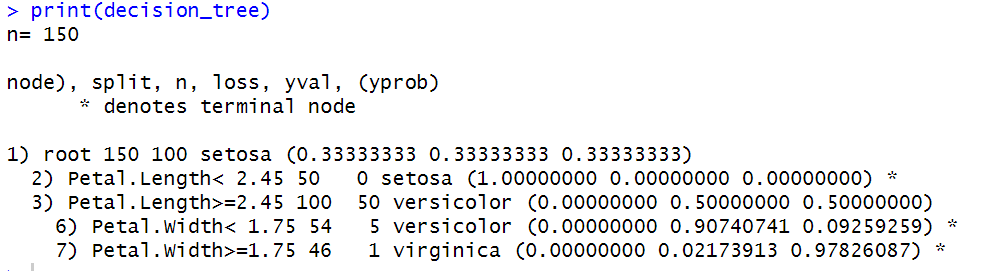 > print(decision_tree)
n= 150

node), split, n, loss, yval, (yprob)
      * denotes terminal node

1) root 150 100 setosa (0.33333333 0.33333333 0.33333333)
  2) Petal.Length< 2.45 50   0 setosa (1.00000000 0.00000000 0.00000000) *
  3) Petal.Length>=2.45 100  50 versicolor (0.00000000 0.50000000 0.50000000)
    6) Petal.Width< 1.75 54   5 versicolor (0.00000000 0.90740741 0.09259259) *
    7) Petal.Width>=1.75 46   1 virginica (0.00000000 0.02173913 0.97826087) *